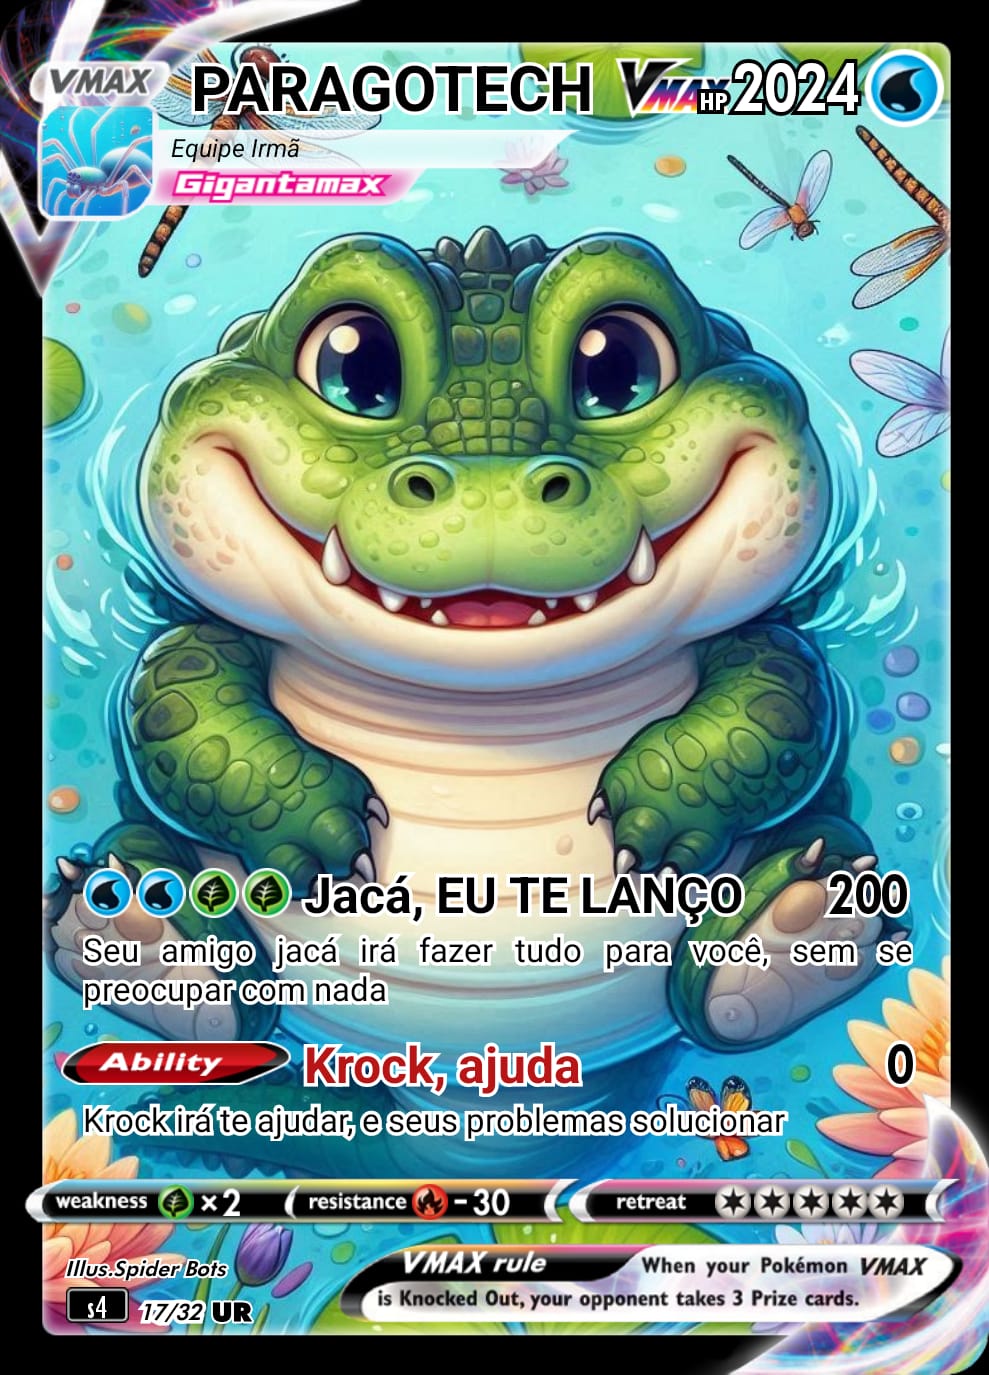 VMAX
PARAGOTECH VMAX HP 2024
Equipe Irmã
Gigantamax
Jacá, EU TE LANÇO 200
Seu amigo jacá irá fazer tudo para você, sem se
preocupar com nada
Ability Krock, ajuda 0
Krock irá te ajudar, e seus problemas solucionar
weakness ×2 resistance -30 retreat
Illus.Spider Bots
VMAX rule When your Pokémon VMAX
is Knocked Out, your opponent takes 3 Prize cards.
s4 17/32 UR